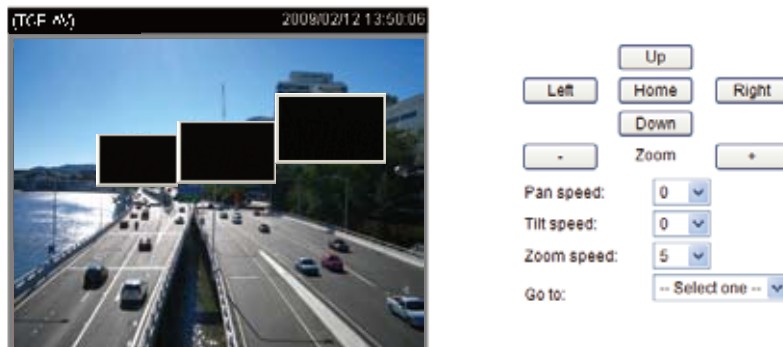 (TCP-AV) 2009/02/12 13:50:06
Up
Left Home Right
Down
- Zoom +
Pan speed: 0
Tilt speed: 0
Zoom speed: 5
Go to: -- Select one --